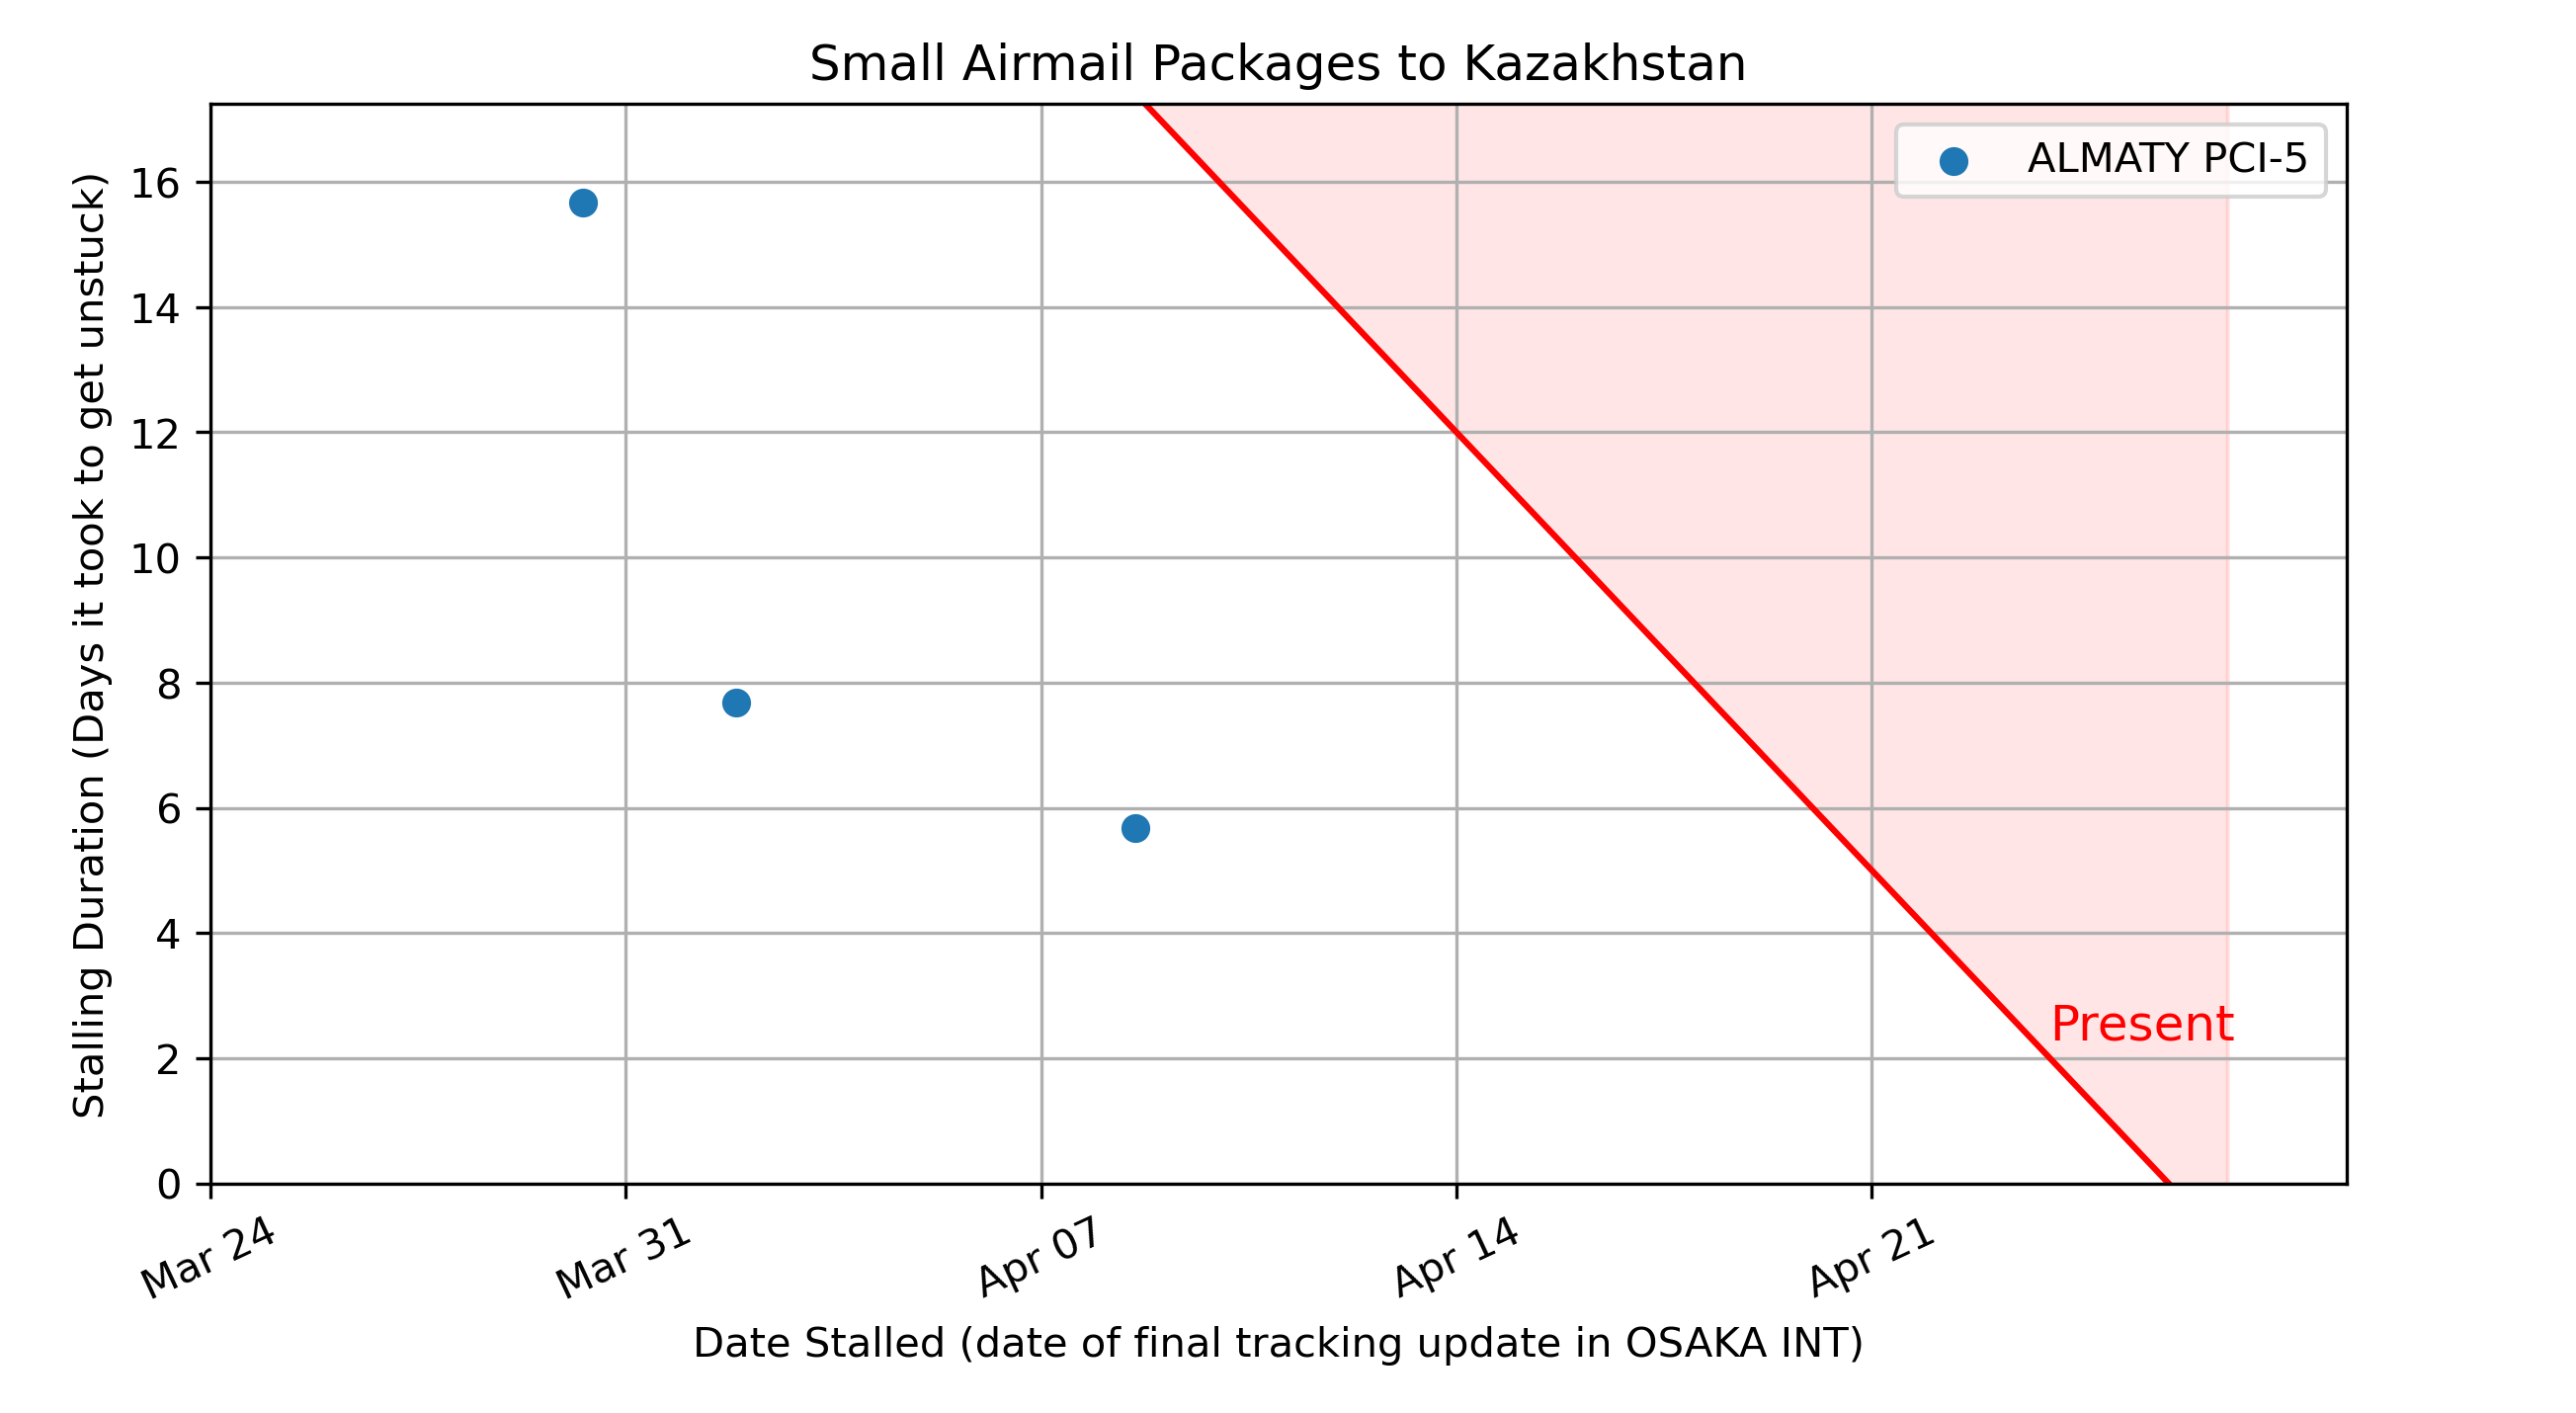 Small Airmail Packages to Kazakhstan
ALMATY PCI-5
Stalling Duration (Days it took to get unstuck)
16
14
12
10
8
6
4
2
0
Present
Mar 24
Mar 31
Apr 07
Apr 14
Apr 21
Date Stalled (date of final tracking update in OSAKA INT)